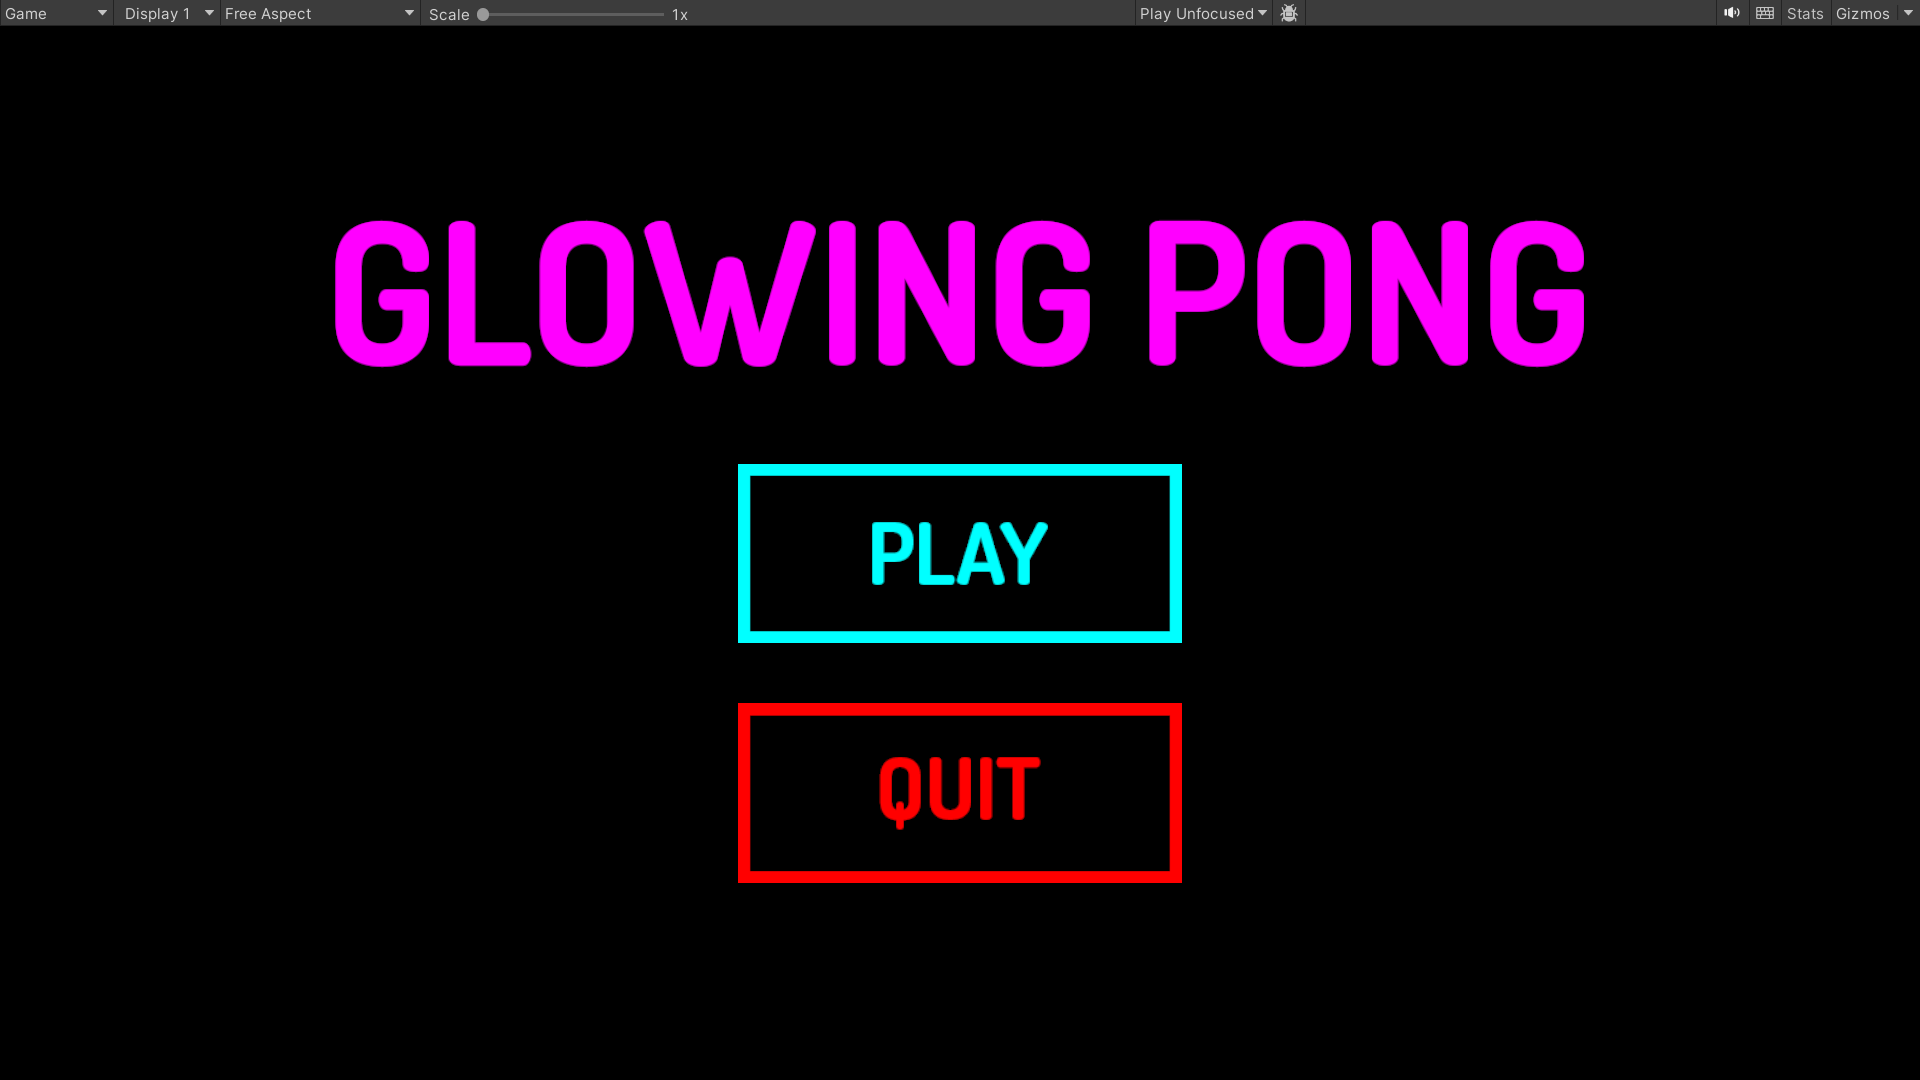 Game Display 1 Free Aspect Scale 1x Play Unfocused Stats Gizmos
GLOWING PONG
PLAY
QUIT